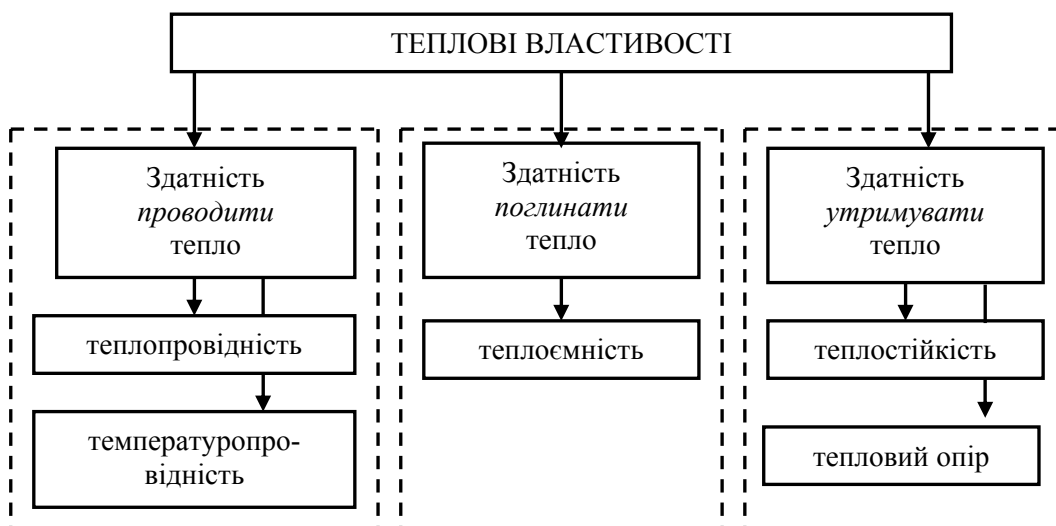 ТЕПЛОВІ ВЛАСТИВОСТІ
Здатність
проводити
тепло
теплопровідність
температуропро-
відність
Здатність
поглинати
тепло
теплоємність
Здатність
утримувати
тепло
теплостійкість
тепловий опір